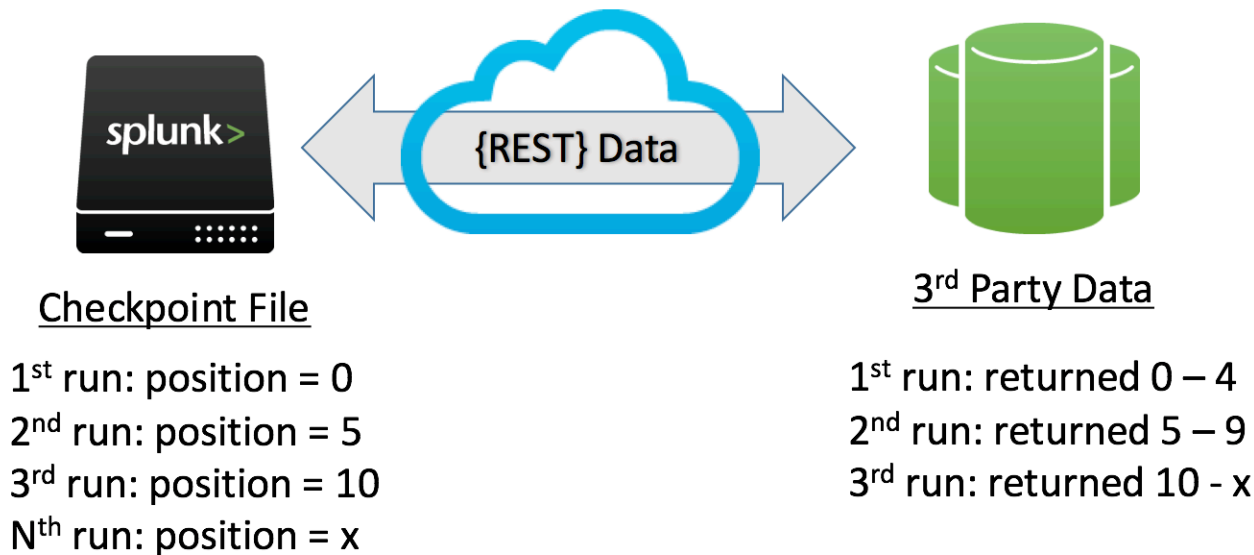 splunk>
{REST} Data
Checkpoint File
1st run: position = 0
2nd run: position = 5
3rd run: position = 10
Nth run: position = x
3rd Party Data
1st run: returned 0 – 4
2nd run: returned 5 – 9
3rd run: returned 10 - x